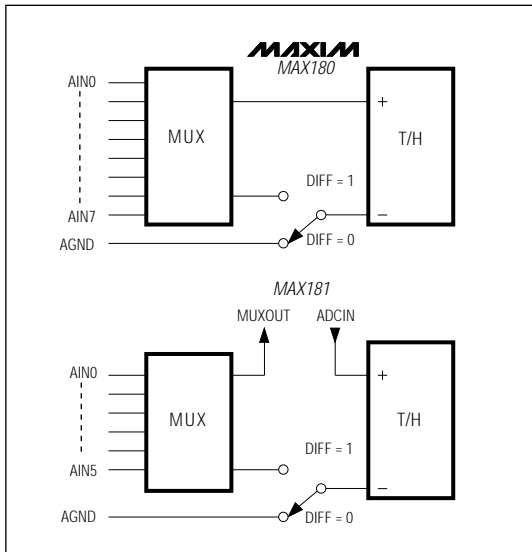 MAXIM
MAX180
AIN0
MUX
T/H
+
DIFF = 1
AIN7
−
AGND
DIFF = 0
MAX181
MUXOUT
ADCIN
AIN0
+
MUX
T/H
DIFF = 1
AIN5
−
AGND
DIFF = 0